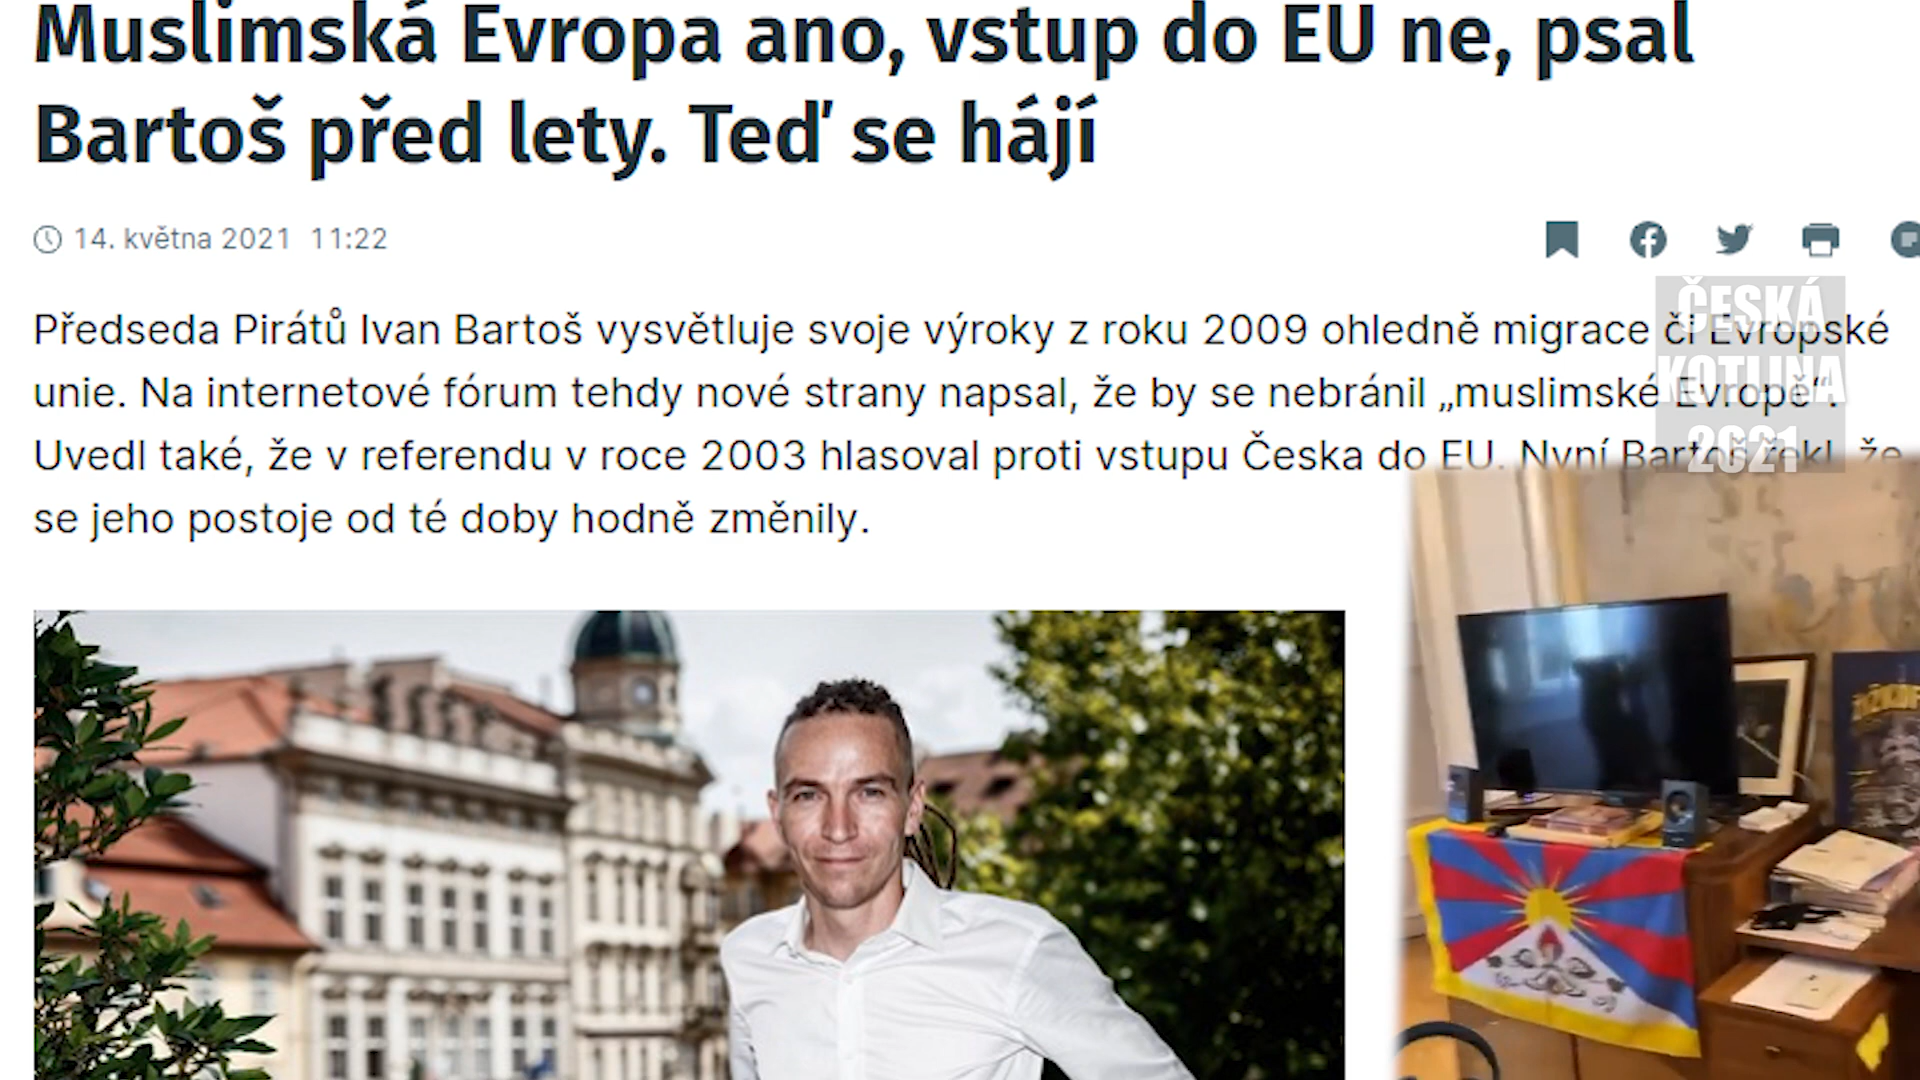 Muslimská Evropa ano, vstup do EU ne, psal
Bartoš před lety. Teď se hájí
14. května 2021 11:22
Předseda Pirátů Ivan Bartoš vysvětluje svoje výroky z roku 2009 ohledně migrace či Evropské
unie. Na internetové fórum tehdy nové strany napsal, že by se nebránil „muslimské Evropě“.
Uvedl také, že v referendu v roce 2003 hlasoval proti vstupu Česka do EU. Nyní Bartoš řekl, že
se jeho postoje od té doby hodně změnily.
ČESKÁ
KOTLINA
2021